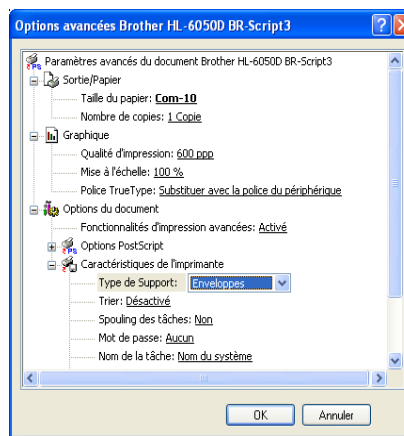 Options avancées Brother HL-6050D BR-Script3
Paramètres avancés du document Brother HL-6050D BR-Script3
Sortie/Papier
Taille du papier: Com-10
Nombre de copies: 1 Copie
Graphique
Qualité d'impression: 600 ppp
Mise à l'échelle: 100 %
Police TrueType: Substituer avec la police du périphérique
Options du document
Fonctionnalités d'impression avancées: Activé
Options PostScript
Caractéristiques de l'imprimante
Type de Support: Enveloppes
Trier: Désactivé
Spouling des tâches: Non
Mot de passe: Aucun
Nom de la tâche: Nom du système
OK Annuler